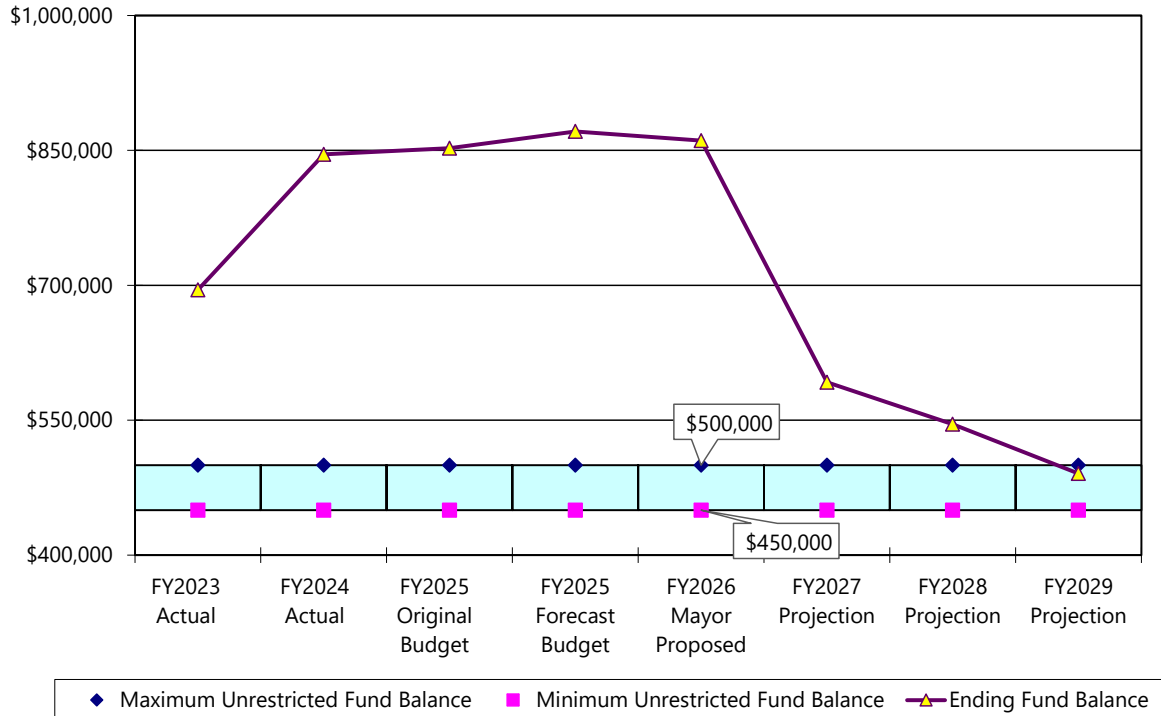 $1,000,000
$850,000
$700,000
$550,000
$400,000
$500,000
$450,000
FY2023
Actual
FY2024
Actual
FY2025
Original
Budget
FY2025
Forecast
Budget
FY2026
Mayor
Proposed
FY2027
Projection
FY2028
Projection
FY2029
Projection
Maximum Unrestricted Fund Balance
Minimum Unrestricted Fund Balance
Ending Fund Balance